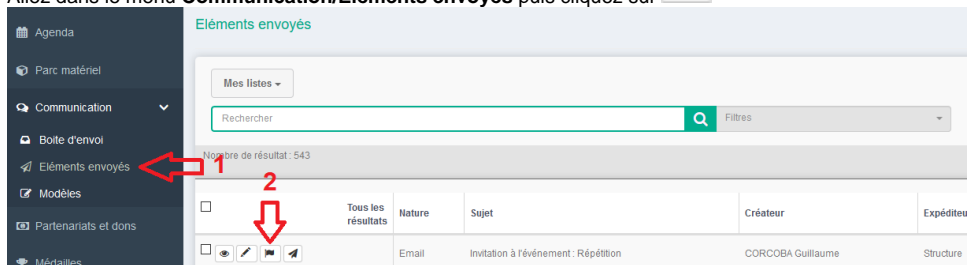 Allez dans le menu Communication/Eléments envoyés puis cliquez sur
Agenda
Eléments envoyés
Parc matériel
Mes listes
Communication
Rechercher
Filtres
Boite d'envoi
Nombre de résultat : 543
Eléments envoyés
1
2
Modèles
Tous les
résultats
Nature
Sujet
Créateur
Expéditeu
Partenariats et dons
Email
Invitation à l'événement : Répétition
CORCOBA Guillaume
Structure
Médailles